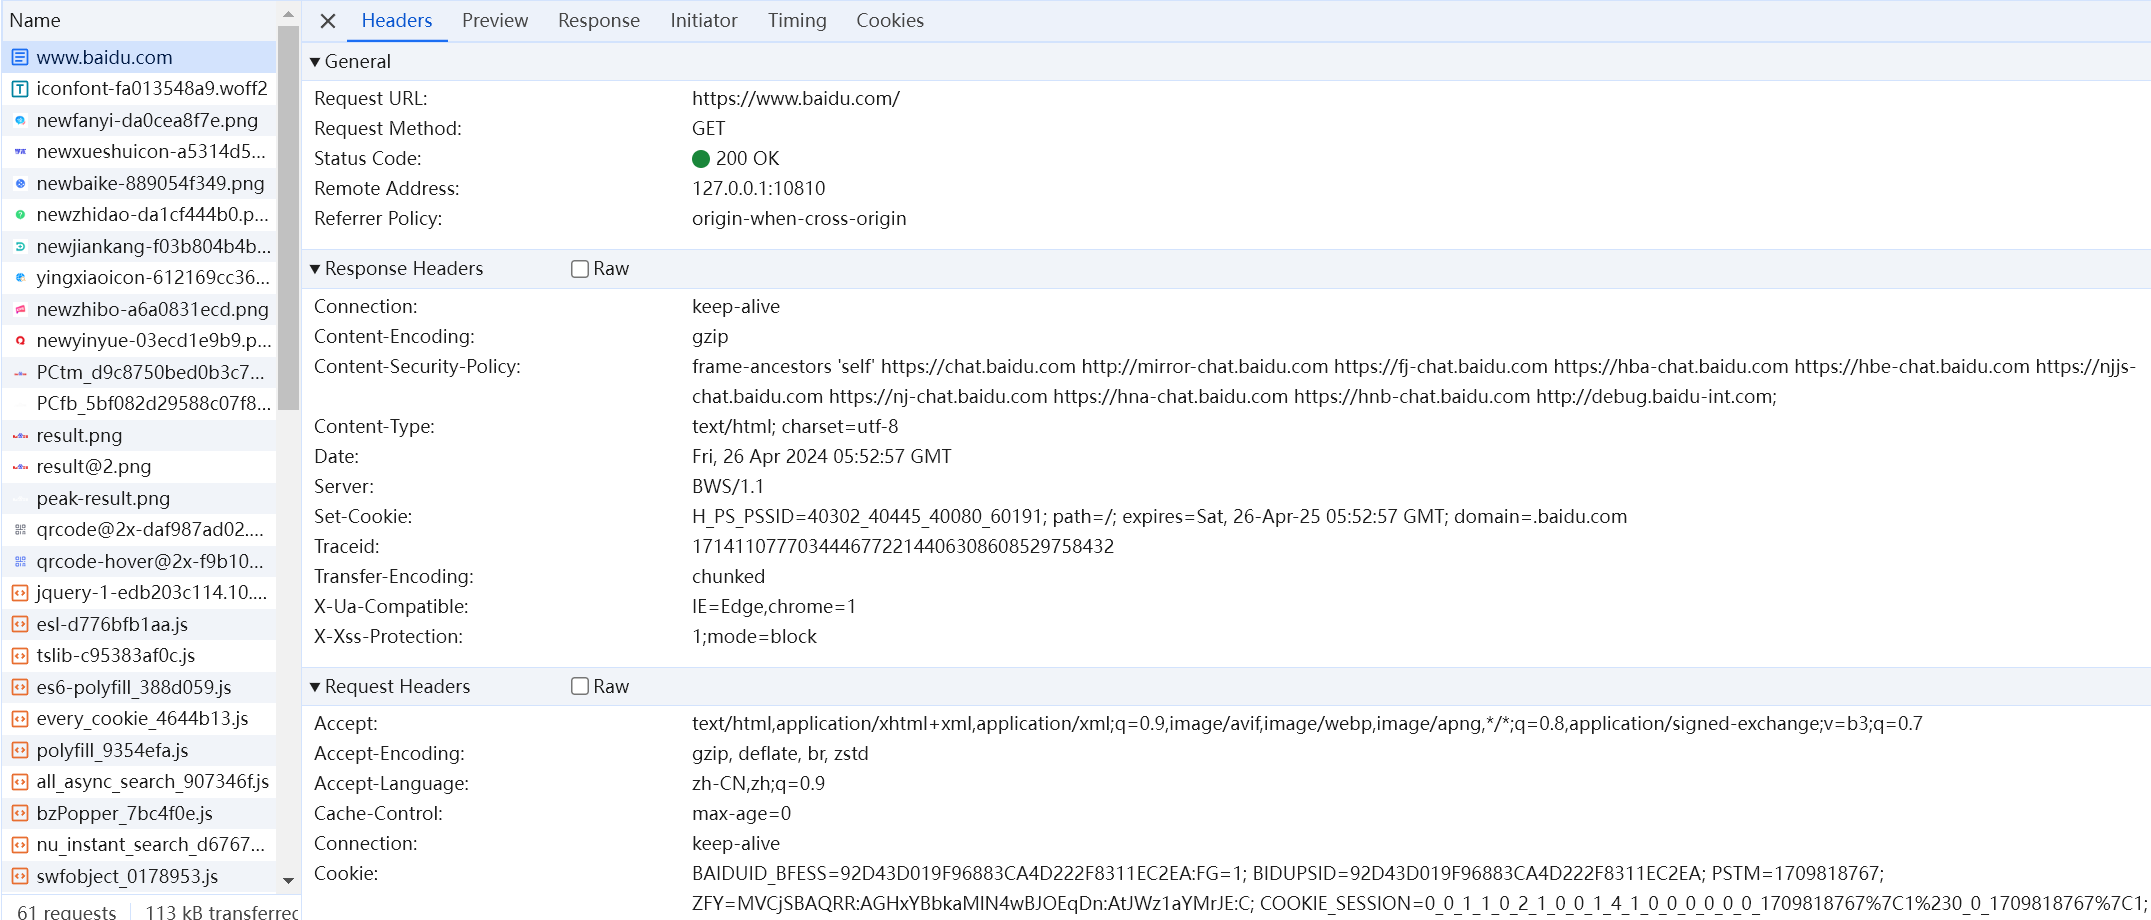 Name
www.baidu.com
iconfont-fa013548a9.woff2
newfanyi-da0cea8f7e.png
newxueshuicon-a5314d5...
newbaike-889054f349.png
newzhidao-da1cf444b0.p...
newjiankang-f03b804b4b...
yingxiaoicon-612169cc36...
newzhibo-a6a0831ecd.png
newyinyue-03ecd1e9b9.p...
PCtm_d9c8750bed0b3c7...
PCfb_5bf082d29588c07f8...
result.png
result@2.png
peak-result.png
qrcode@2x-daf987ad02....
qrcode-hover@2x-f9b10...
jquery-1-edb203c114.10....
esl-d776bfb1aa.js
tslib-c95383af0c.js
es6-polyfill_388d059.js
every_cookie_4644b13.js
polyfill_9354efa.js
all_async_search_907346f.js
bzPopper_7bc4f0e.js
nu_instant_search_d6767...
swfobject_0178953.js
61 requests 113 kB transferred
Headers Preview Response Initiator Timing Cookies
General
Request URL: https://www.baidu.com/
Request Method: GET
Status Code: 200 OK
Remote Address: 127.0.0.1:10810
Referrer Policy: origin-when-cross-origin
Response Headers Raw
Connection: keep-alive
Content-Encoding: gzip
Content-Security-Policy: frame-ancestors 'self' https://chat.baidu.com http://mirror-chat.baidu.com https://fj-chat.baidu.com https://hba-chat.baidu.com https://hbe-chat.baidu.com https://njjs-
chat.baidu.com https://nj-chat.baidu.com https://hna-chat.baidu.com https://hnb-chat.baidu.com http://debug.baidu-int.com;
Content-Type: text/html; charset=utf-8
Date: Fri, 26 Apr 2024 05:52:57 GMT
Server: BWS/1.1
Set-Cookie: H_PS_PSSID=40302_40445_40080_60191; path=/; expires=Sat, 26-Apr-25 05:52:57 GMT; domain=.baidu.com
Traceid: 1714110777034446772214406308608529758432
Transfer-Encoding: chunked
X-Ua-Compatible: IE=Edge,chrome=1
X-Xss-Protection: 1;mode=block
Request Headers Raw
Accept: text/html,application/xhtml+xml,application/xml;q=0.9,image/avif,image/webp,image/apng,*/*;q=0.8,application/signed-exchange;v=b3;q=0.7
Accept-Encoding: gzip, deflate, br, zstd
Accept-Language: zh-CN,zh;q=0.9
Cache-Control: max-age=0
Connection: keep-alive
Cookie: BAIDUID_BFESS=92D43D019F96883CA4D222F8311EC2EA:FG=1; BIDUPSID=92D43D019F96883CA4D222F8311EC2EA; PSTM=1709818767;
ZFY=MVCjSBAQRR:AGHxYBbkaMIN4wBJOEqDn:AtJWz1aYMrJE:C; COOKIE_SESSION=0_0_1_1_0_2_1_0_0_1_4_1_0_0_0_0_0_0_1709818767%7C1%230_0_1709818767%7C1;